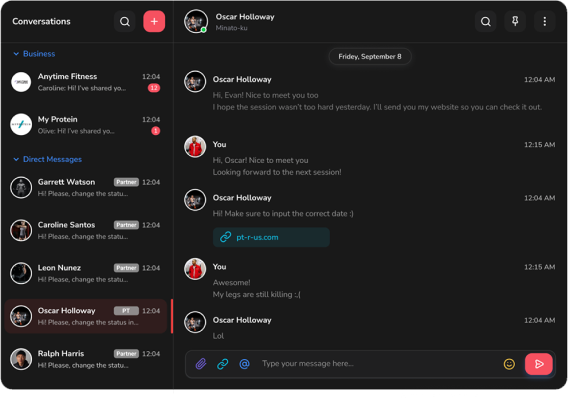 Conversations
Business
Anytime Fitness 12:04
Caroline: Hi! I've shared yo... 12
My Protein 12:04
Olive: Hi! I've shared yo... 1
Direct Messages
Garrett Watson Partner 12:04
Hi! Please, change the statu...
Caroline Santos Partner 12:04
Hi! Please, change the statu...
Leon Nunez Partner 12:04
Hi! Please, change the statu...
Oscar Holloway PT 12:04
Hi! Please, change the status in...
Ralph Harris Partner 12:04
Hi! Please, change the statu...
Oscar Holloway
Minato-ku
Friday, September 8
Oscar Holloway 12:04 AM
Hi, Evan! Nice to meet you too
I hope the session wasn't too hard yesterday. I'll send you my website so you can check it out.
You 12:15 AM
Hi, Oscar! Nice to meet you
Looking forward to the next session!
Oscar Holloway 12:04 AM
Hi! Make sure to input the correct date :)
pt-r-us.com
You 12:15 AM
Awesome!
My legs are still killing :,(
Oscar Holloway 12:04 AM
Lol
Type your message here...